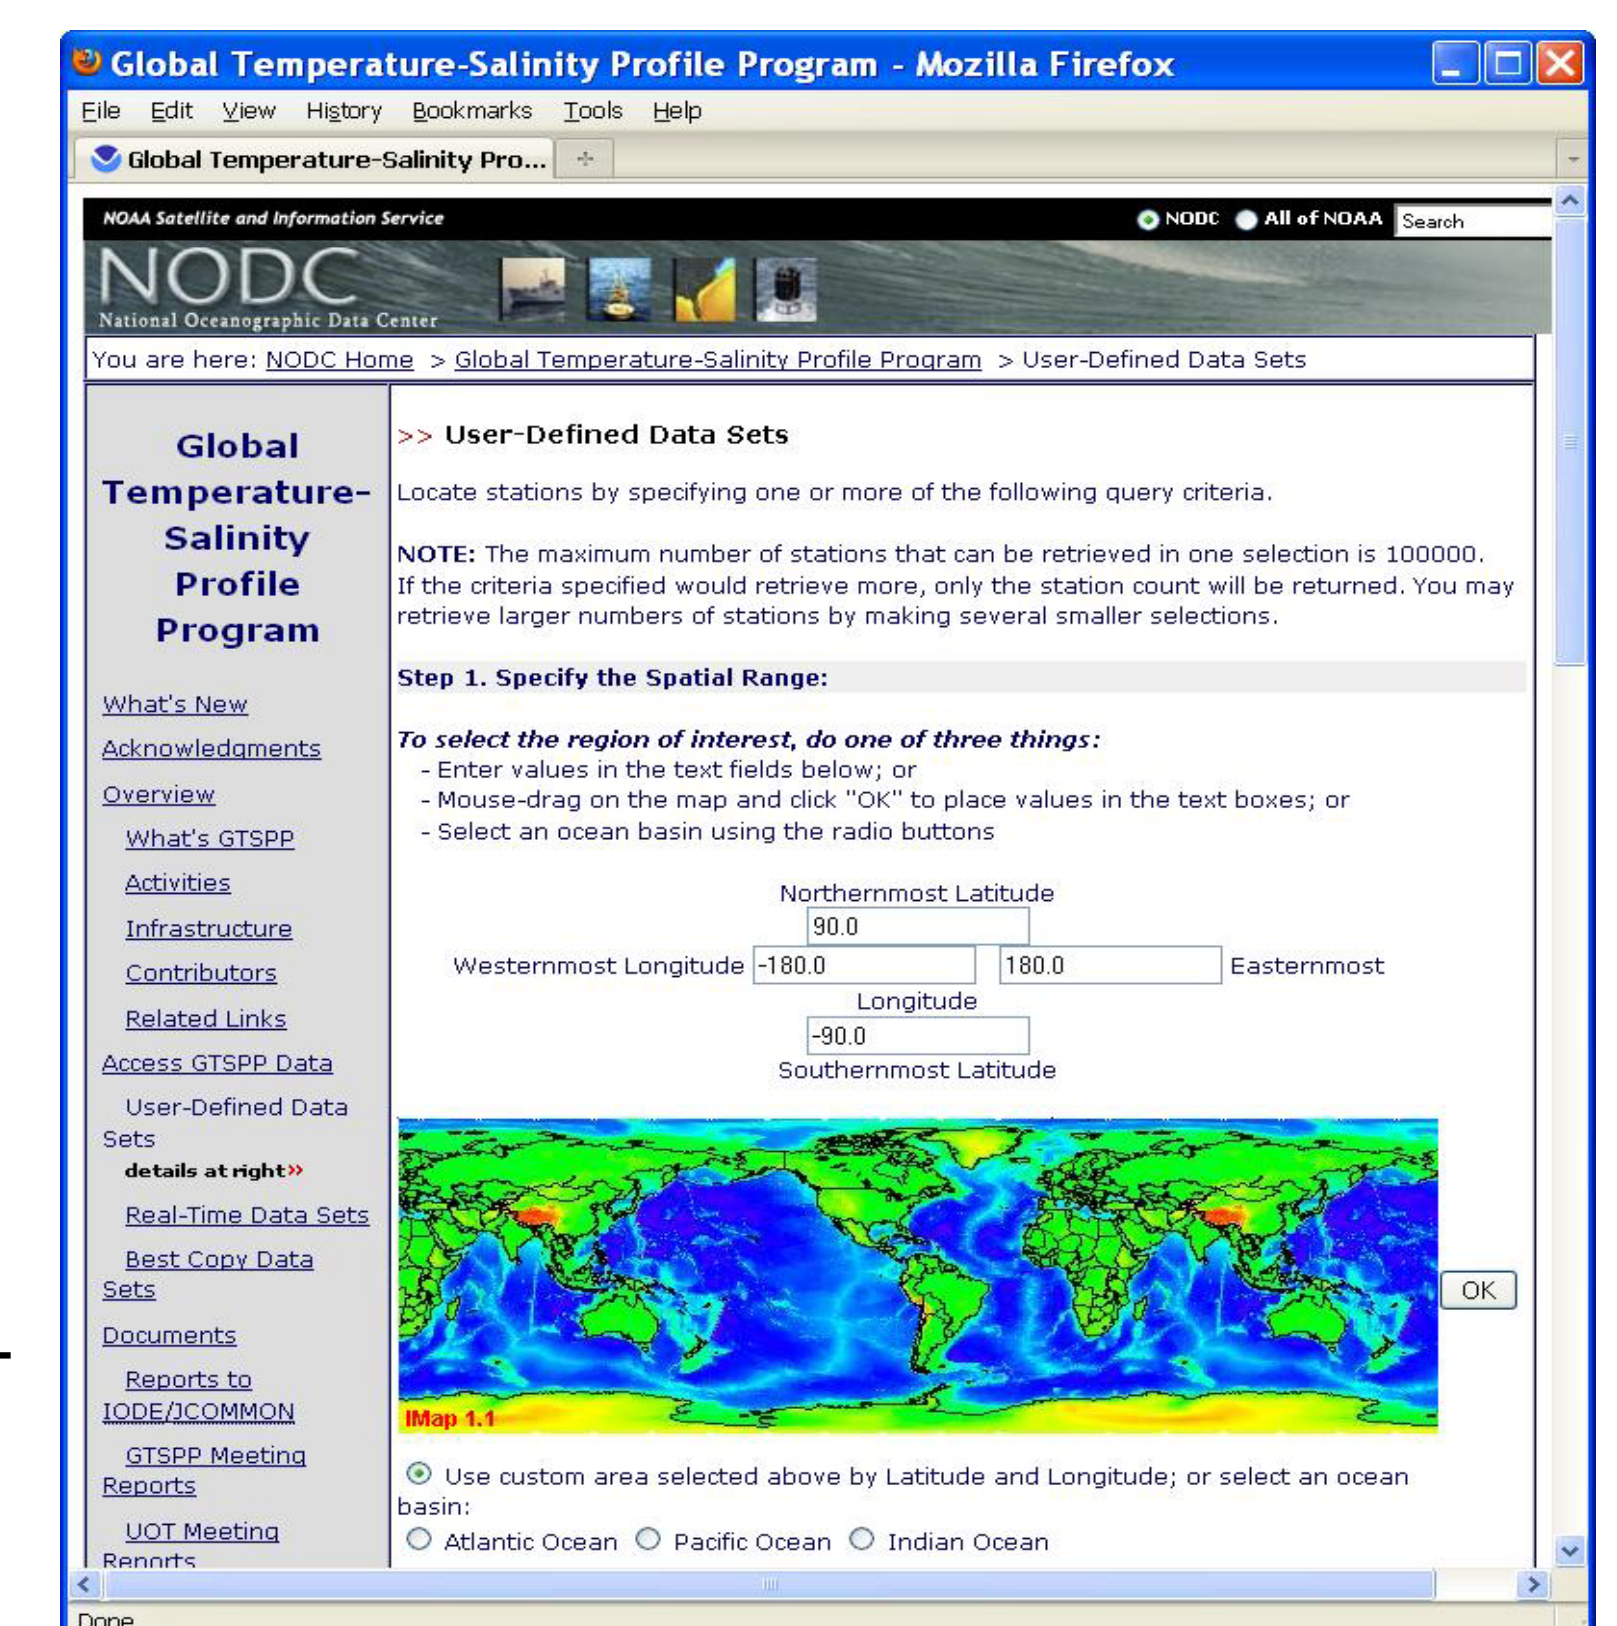 Global Temperature-Salinity Profile Program - Mozilla Firefox
File Edit View History Bookmarks Tools Help
Global Temperature-Salinity Pro...
NOAA Satellite and Information Service
NODC All of NOAA Search
NODC
National Oceanographic Data Center
You are here: NODC Home > Global Temperature-Salinity Profile Program > User-Defined Data Sets
Global
Temperature-
Salinity
Profile
Program
What's New
Acknowledgments
Overview
What's GTSPP
Activities
Infrastructure
Contributors
Related Links
Access GTSPP Data
User-Defined Data
Sets
details at right»
Real-Time Data Sets
Best Copy Data
Sets
Documents
Reports to
IODE/JCOMMON
GTSPP Meeting
Reports
UOT Meeting
Reports
>> User-Defined Data Sets
Locate stations by specifying one or more of the following query criteria.
NOTE: The maximum number of stations that can be retrieved in one selection is 100000.
If the criteria specified would retrieve more, only the station count will be returned. You may
retrieve larger numbers of stations by making several smaller selections.
Step 1. Specify the Spatial Range:
To select the region of interest, do one of three things:
- Enter values in the text fields below; or
- Mouse-drag on the map and click "OK" to place values in the text boxes; or
- Select an ocean basin using the radio buttons
Northernmost Latitude
90.0
Westernmost Longitude -180.0 180.0 Easternmost
Longitude
-90.0
Southernmost Latitude
IMap 1.1
OK
Use custom area selected above by Latitude and Longitude; or select an ocean
basin:
Atlantic Ocean Pacific Ocean Indian Ocean
Done